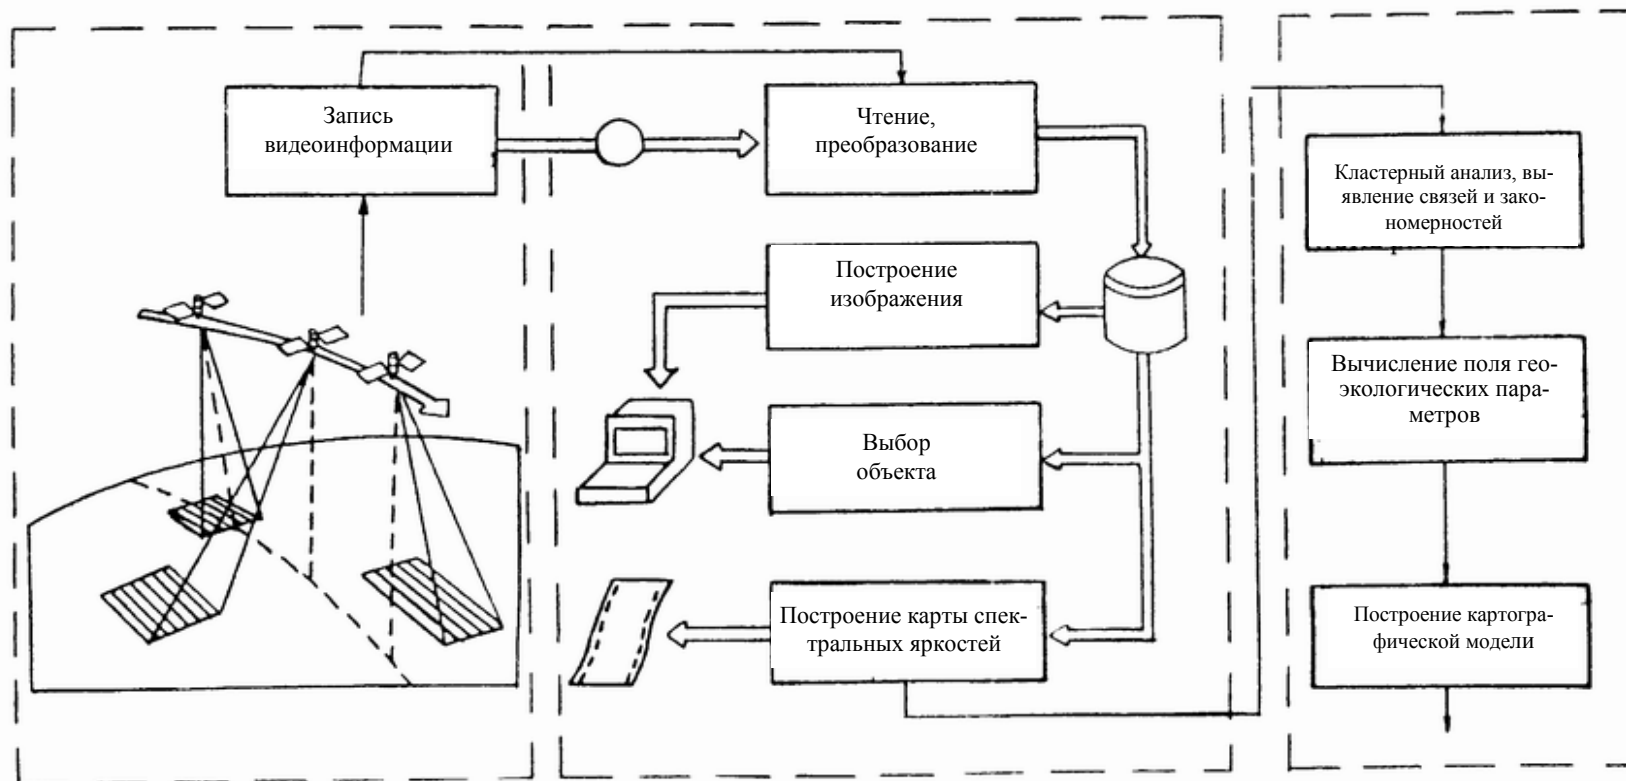 Запись
видеоинформации
Чтение,
преобразование
Построение
изображения
Выбор
объекта
Построение карты спек-
тральных яркостей
Кластерный анализ, вы-
явление связей и зако-
номерностей
Вычисление поля гео-
экологических пара-
метров
Построение картогра-
фической модели